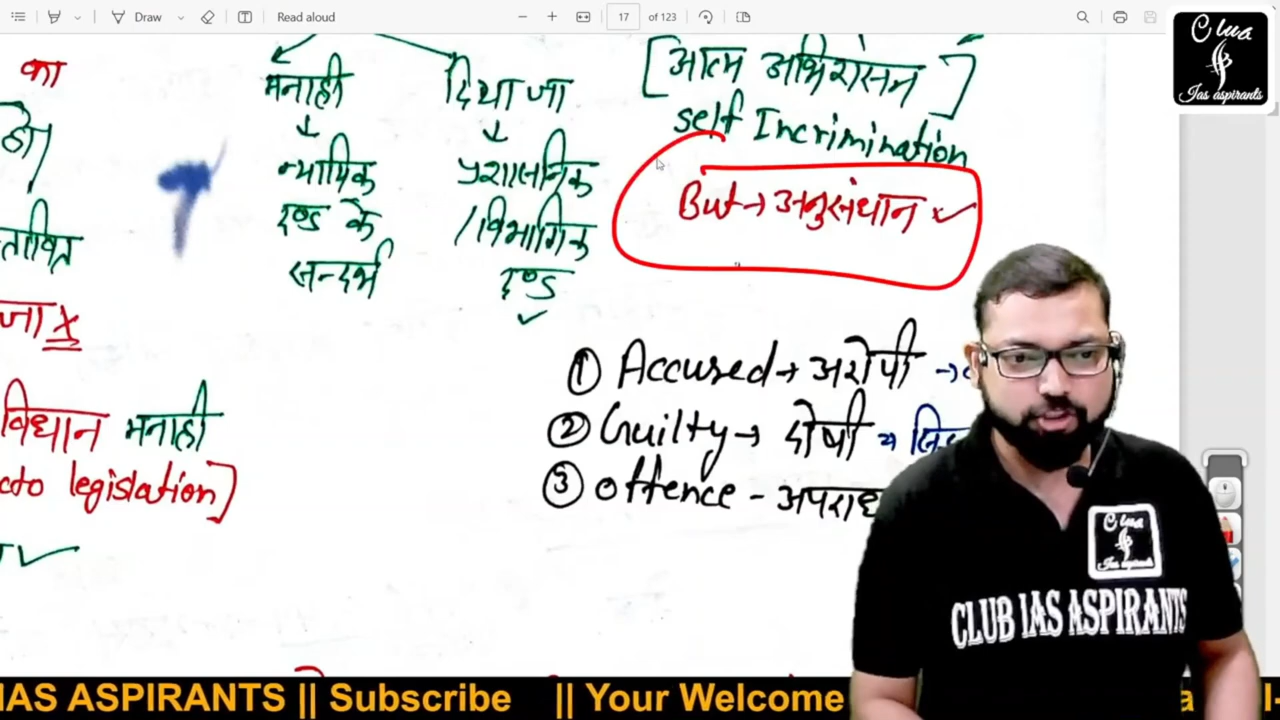 Draw
Read aloud
17
of 123
Club
Ias aspirants
का
मनाही
दिया जा
[आत्म अभिशंसन]
self Incrimination
न्यायिक
दण्ड के
सन्दर्भ
प्रशासनिक
/विभागिक
दण्ड
But → अनुसंधान ✓
जा X
① Accused → अरोपी →
② Guilty → दोषी ⇒
③ offence - अपराध
विधान मनाही
cto legislation]
CLUB IAS ASPIRANTS
IAS ASPIRANTS || Subscribe || Your Welcome